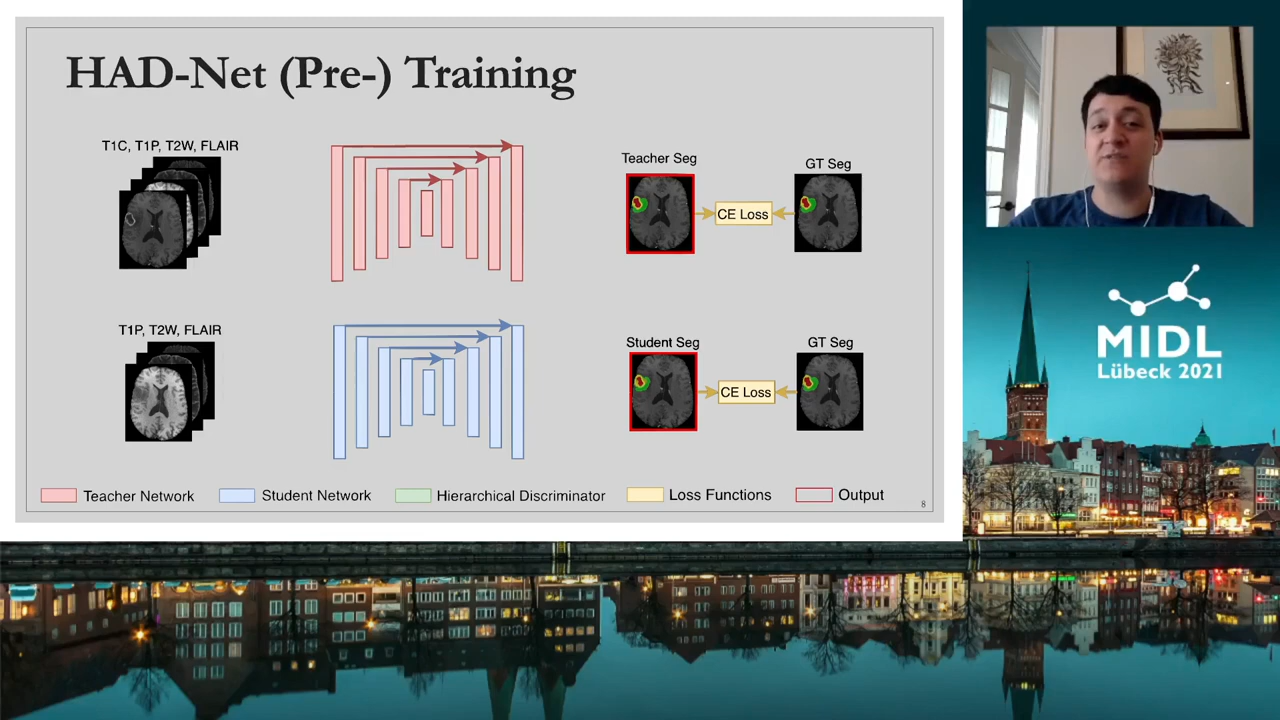 HAD-Net (Pre-) Training
T1C, T1P, T2W, FLAIR
Teacher Seg
GT Seg
CE Loss
T1P, T2W, FLAIR
Student Seg
GT Seg
CE Loss
Teacher Network
Student Network
Hierarchical Discriminator
Loss Functions
Output
8
MIDL
Lübeck 2021